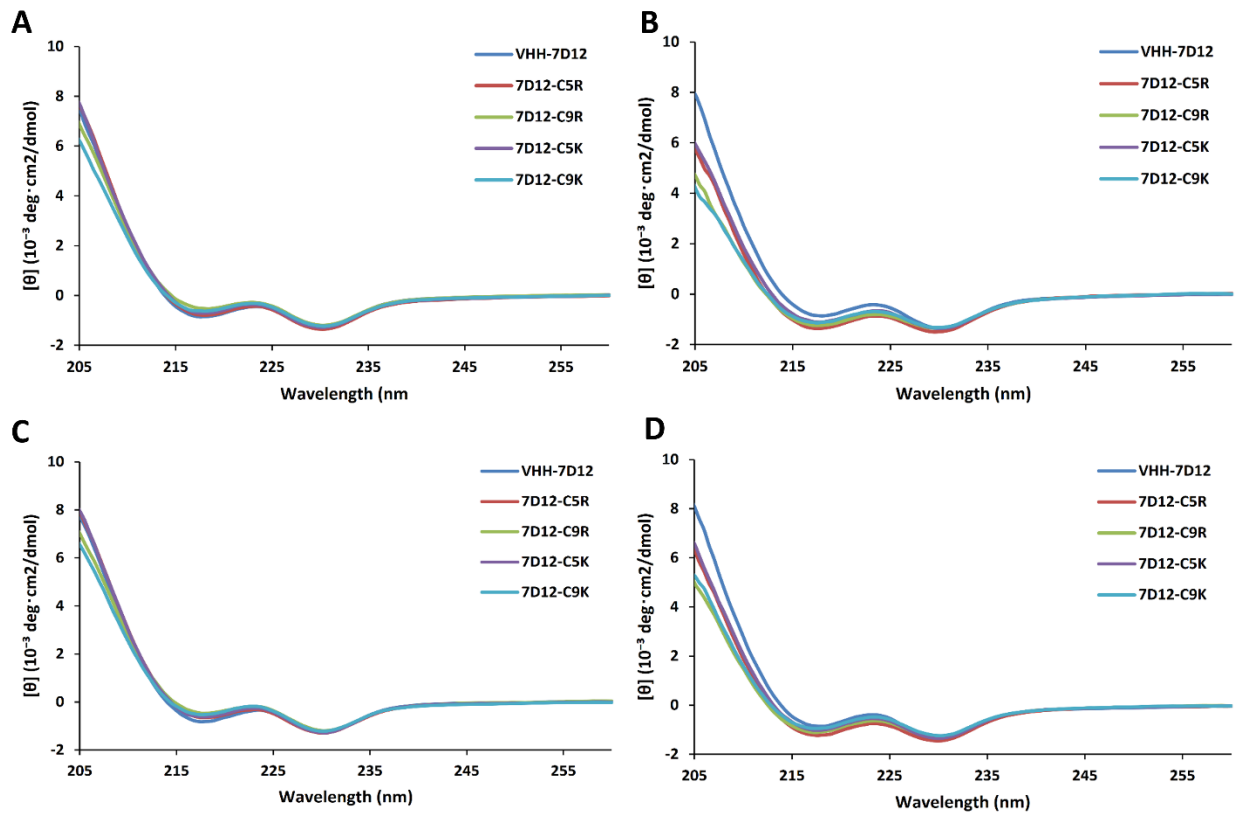 A
[θ] (10⁻³ deg·cm2/dmol)
10
8
6
4
2
0
-2
205 215 225 235 245 255
Wavelength (nm
VHH-7D12
7D12-C5R
7D12-C9R
7D12-C5K
7D12-C9K
B
[θ] (10⁻³ deg·cm2/dmol
10
8
6
4
2
0
-2
205 215 225 235 245 255
Wavelength (nm)
VHH-7D12
7D12-C5R
7D12-C9R
7D12-C5K
7D12-C9K
C
[θ] (10⁻³ deg·cm2/dmol)
10
8
6
4
2
0
-2
205 215 225 235 245 255
Wavelength (nm)
VHH-7D12
7D12-C5R
7D12-C9R
7D12-C5K
7D12-C9K
D
[θ] (10⁻³ deg·cm2/dmol)
10
8
6
4
2
0
-2
205 215 225 235 245 255
Wavelength (nm)
VHH-7D12
7D12-C5R
7D12-C9R
7D12-C5K
7D12-C9K